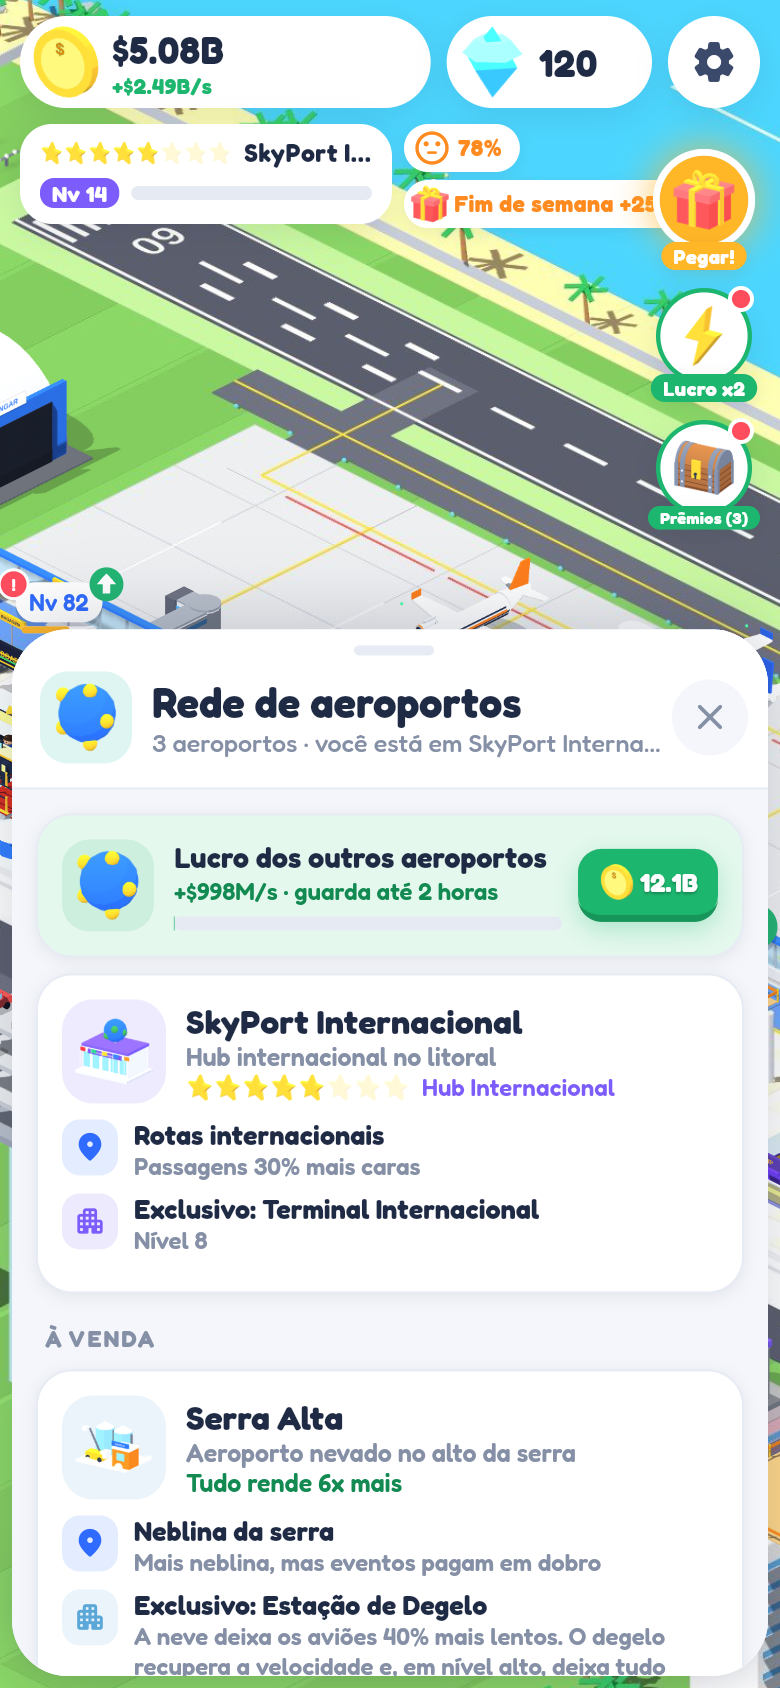 $5.08B
+$2.49B/s
120
SkyPort I...
Nv 14
78%
Fim de semana +25
Pegar!
09
Lucro x2
Prêmios (3)
Nv 82
Rede de aeroportos
3 aeroportos · você está em SkyPort Interna...
Lucro dos outros aeroportos
+$998M/s · guarda até 2 horas
12.1B
SkyPort Internacional
Hub internacional no litoral
Hub Internacional
Rotas internacionais
Passagens 30% mais caras
Exclusivo: Terminal Internacional
Nível 8
À VENDA
Serra Alta
Aeroporto nevado no alto da serra
Tudo rende 6x mais
Neblina da serra
Mais neblina, mas eventos pagam em dobro
Exclusivo: Estação de Degelo
A neve deixa os aviões 40% mais lentos. O degelo
recupera a velocidade e, em nível alto, deixa tudo